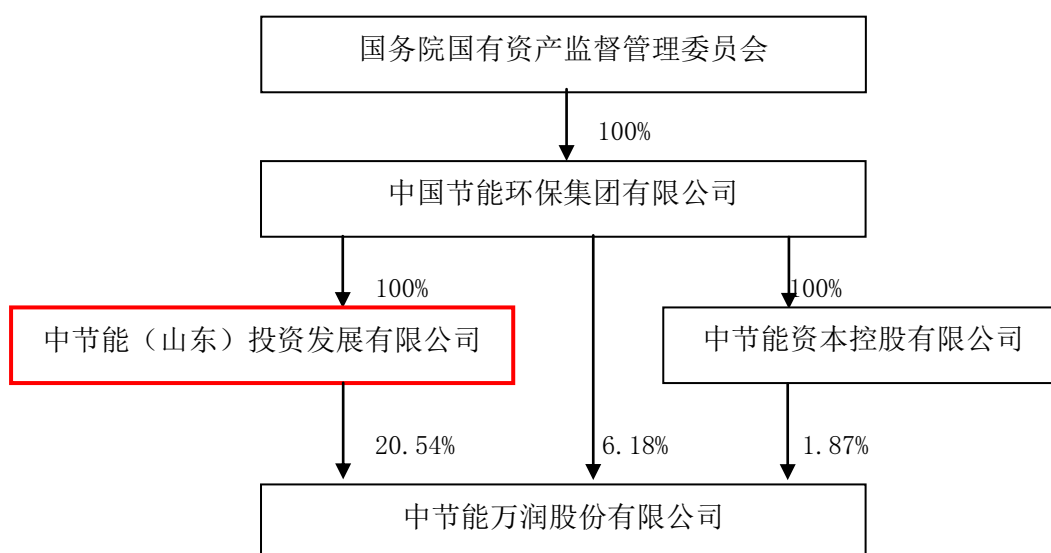 国务院国有资产监督管理委员会
100%
中国节能环保集团有限公司
100%
100%
中节能（山东）投资发展有限公司
中节能资本控股有限公司
20.54%
6.18%
1.87%
中节能万润股份有限公司